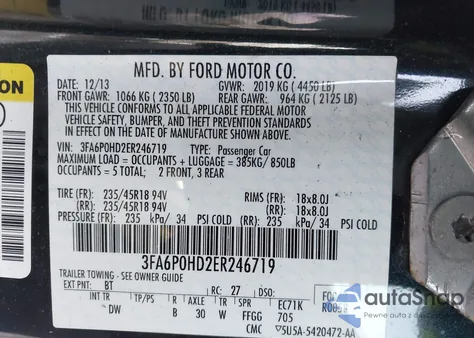 MFD. BY FORD MOTOR CO.
DATE: 12/13 GVWR: 2019 KG ( 4450 LB)
FRONT GAWR: 1066 KG ( 2350 LB) REAR GAWR: 964 KG ( 2125 LB)
THIS VEHICLE CONFORMS TO ALL APPLICABLE FEDERAL MOTOR
VEHICLE SAFETY, BUMPER, AND THEFT PREVENTION STANDARDS
IN EFFECT ON THE DATE OF MANUFACTURE SHOWN ABOVE.
VIN: 3FA6P0HD2ER246719 TYPE: Passenger Car
MAXIMUM LOAD = OCCUPANTS + LUGGAGE = 385KG/850LB
OCCUPANTS = 5 TOTAL; 2 FRONT, 3 REAR
TIRE (FR): 235/45R18 94V RIMS (FR): 18x8.0J
(RR): 235/45R18 94V (RR): 18x8.0J
PRESSURE (FR): 235 kPa/ 34 PSI COLD (RR): 235 kPa/ 34 PSI COLD
3FA6P0HD2ER246719
TRAILER TOWING - SEE OWNER GUIDE
EXT PNT: BT RC: 27 DSO:
INT TR TP/PS R AX TR SPR EC71K R0098
DW B 30 W FFGG 705
CMC 5U5A-5420472-AA
autoSnap